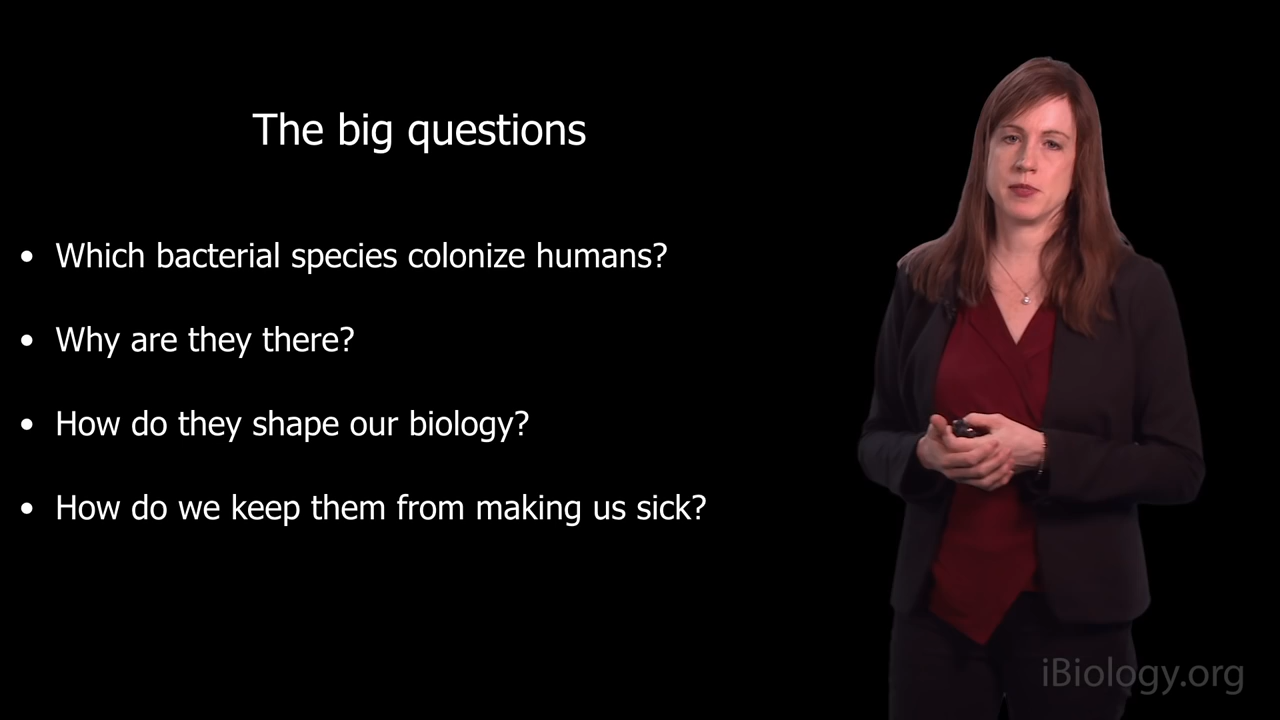 The big questions
• Which bacterial species colonize humans?
• Why are they there?
• How do they shape our biology?
• How do we keep them from making us sick?
iBiology.org